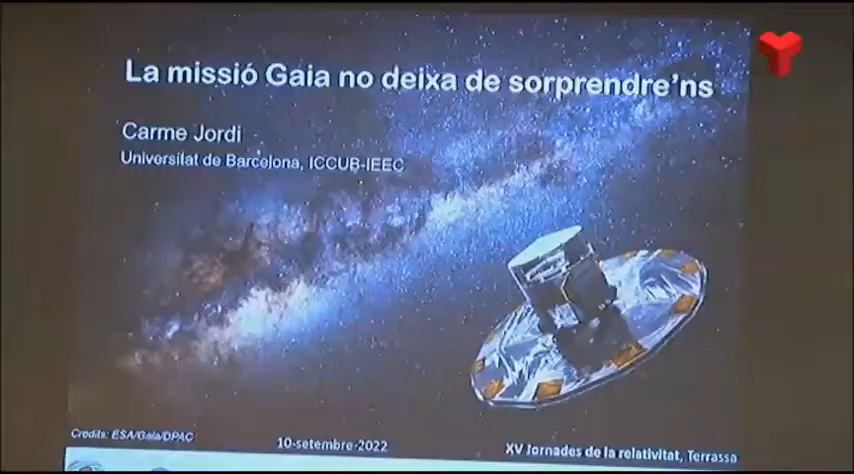 La missió Gaia no deixa de sorprendre'ns
Carme Jordi
Universitat de Barcelona, ICCUB-IEEC
Credits: ESA/Gaia/DPAC
10-setembre-2022
XV Jornades de la relativitat, Terrassa